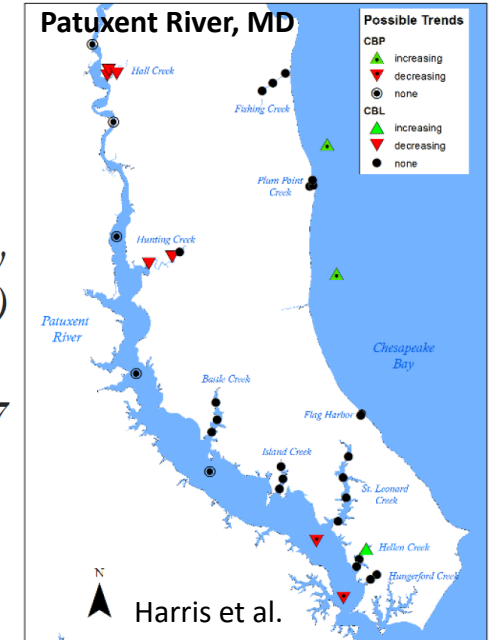 Patuxent River, MD
Possible Trends
CBP
increasing
decreasing
none
CBL
increasing
decreasing
none
Hall Creek
Fishing Creek
Plum Point
Creek
Hunting Creek
Patuxent
River
Chesapeake
Bay
Basile Creek
Flag Harbor
Island Creek
St. Leonard
Creek
Hellen Creek
Hungerford Creek
N
Harris et al.
,
)
7